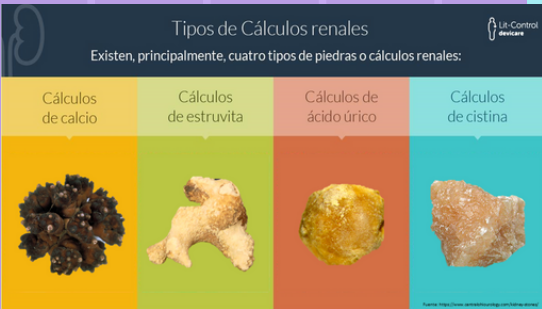 Tipos de Cálculos renales
Lit-Control
devicare
Existen, principalmente, cuatro tipos de piedras o cálculos renales:
Cálculos
de calcio
Cálculos
de estruvita
Cálculos de
ácido úrico
Cálculos
de cistina